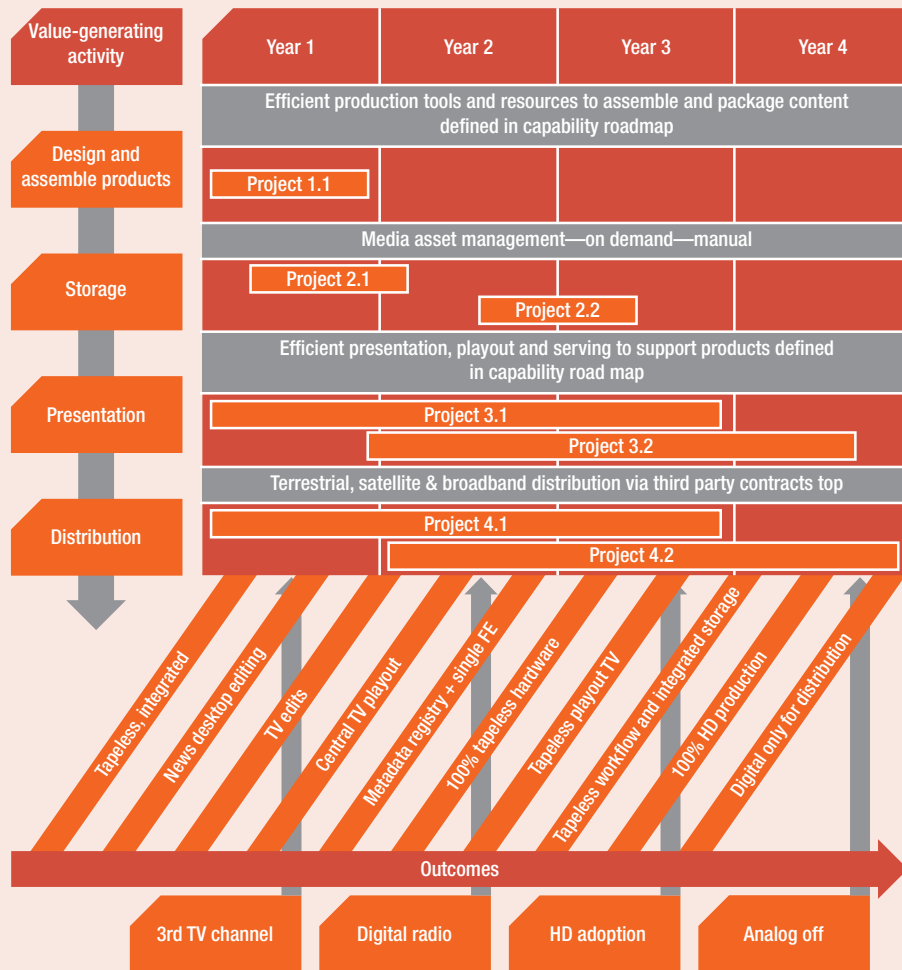 Value-generating
activity
Year 1
Year 2
Year 3
Year 4
Efficient production tools and resources to assemble and package content
defined in capability roadmap
Design and
assemble products
Project 1.1
Media asset management—on demand—manual
Storage
Project 2.1
Project 2.2
Efficient presentation, playout and serving to support products defined
in capability road map
Presentation
Project 3.1
Project 3.2
Terrestrial, satellite & broadband distribution via third party contracts top
Distribution
Project 4.1
Project 4.2
Tapeless, integrated
News desktop editing
TV edits
Central TV playout
Metadata registry + single FE
100% tapeless hardware
Tapeless playout TV
Tapeless workflow and integrated storage
100% HD production
Digital only for distribution
Outcomes
3rd TV channel
Digital radio
HD adoption
Analog off